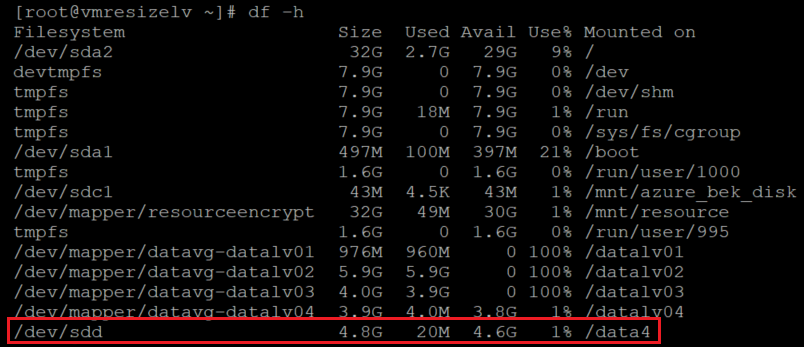 [root@vmresizelv ~]# df -h
Filesystem Size Used Avail Use% Mounted on
/dev/sda2 32G 2.7G 29G 9% /
devtmpfs 7.9G 0 7.9G 0% /dev
tmpfs 7.9G 0 7.9G 0% /dev/shm
tmpfs 7.9G 18M 7.9G 1% /run
tmpfs 7.9G 0 7.9G 0% /sys/fs/cgroup
/dev/sda1 497M 100M 397M 21% /boot
tmpfs 1.6G 0 1.6G 0% /run/user/1000
/dev/sdc1 43M 4.5K 43M 1% /mnt/azure_bek_disk
/dev/mapper/resourceencrypt 32G 49M 30G 1% /mnt/resource
tmpfs 1.6G 0 1.6G 0% /run/user/995
/dev/mapper/datavg-datalv01 976M 960M 0 100% /datalv01
/dev/mapper/datavg-datalv02 5.9G 5.9G 0 100% /datalv02
/dev/mapper/datavg-datalv03 4.0G 3.9G 0 100% /datalv03
/dev/mapper/datavg-datalv04 3.9G 4.0M 3.8G 1% /datalv04
/dev/sdd 4.8G 20M 4.6G 1% /data4